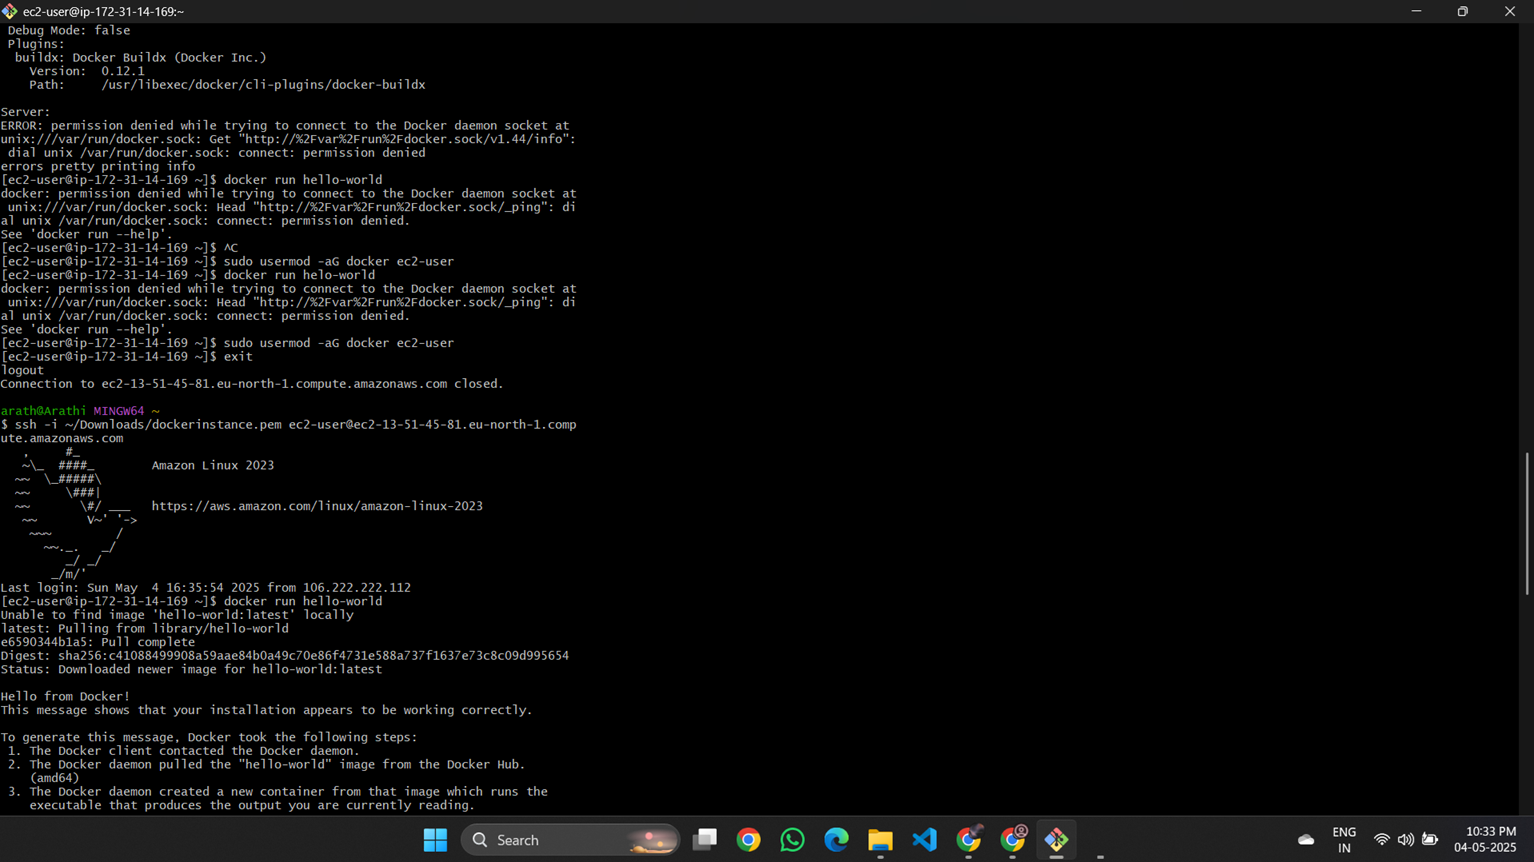 ec2-user@ip-172-31-14-169:~
 Debug Mode: false
 Plugins:
  buildx: Docker Buildx (Docker Inc.)
    Version:  0.12.1
    Path:     /usr/libexec/docker/cli-plugins/docker-buildx

Server:
ERROR: permission denied while trying to connect to the Docker daemon socket at
unix:///var/run/docker.sock: Get "http://%2Fvar%2Frun%2Fdocker.sock/v1.44/info":
 dial unix /var/run/docker.sock: connect: permission denied
errors pretty printing info
[ec2-user@ip-172-31-14-169 ~]$ docker run hello-world
docker: permission denied while trying to connect to the Docker daemon socket at
 unix:///var/run/docker.sock: Head "http://%2Fvar%2Frun%2Fdocker.sock/_ping": di
al unix /var/run/docker.sock: connect: permission denied.
See 'docker run --help'.
[ec2-user@ip-172-31-14-169 ~]$ ^C
[ec2-user@ip-172-31-14-169 ~]$ sudo usermod -aG docker ec2-user
[ec2-user@ip-172-31-14-169 ~]$ docker run helo-world
docker: permission denied while trying to connect to the Docker daemon socket at
 unix:///var/run/docker.sock: Head "http://%2Fvar%2Frun%2Fdocker.sock/_ping": di
al unix /var/run/docker.sock: connect: permission denied.
See 'docker run --help'.
[ec2-user@ip-172-31-14-169 ~]$ sudo usermod -aG docker ec2-user
[ec2-user@ip-172-31-14-169 ~]$ exit
logout
Connection to ec2-13-51-45-81.eu-north-1.compute.amazonaws.com closed.

arath@Arathi MINGW64 ~
$ ssh -i ~/Downloads/dockerinstance.pem ec2-user@ec2-13-51-45-81.eu-north-1.comp
ute.amazonaws.com
   ,     #_
   ~\_  ####_        Amazon Linux 2023
  ~~  \_#####\
  ~~     \###|
  ~~       \#/ ___   https://aws.amazon.com/linux/amazon-linux-2023
   ~~       V~' '->
    ~~~         /
      ~~._.   _/
         _/ _/
       _/m/'
Last login: Sun May  4 16:35:54 2025 from 106.222.222.112
[ec2-user@ip-172-31-14-169 ~]$ docker run hello-world
Unable to find image 'hello-world:latest' locally
latest: Pulling from library/hello-world
e6590344b1a5: Pull complete
Digest: sha256:c41088499908a59aae84b0a49c70e86f4731e588a737f1637e73c8c09d995654
Status: Downloaded newer image for hello-world:latest

Hello from Docker!
This message shows that your installation appears to be working correctly.

To generate this message, Docker took the following steps:
 1. The Docker client contacted the Docker daemon.
 2. The Docker daemon pulled the "hello-world" image from the Docker Hub.
    (amd64)
 3. The Docker daemon created a new container from that image which runs the
    executable that produces the output you are currently reading.
Search
ENG
IN
10:33 PM
04-05-2025